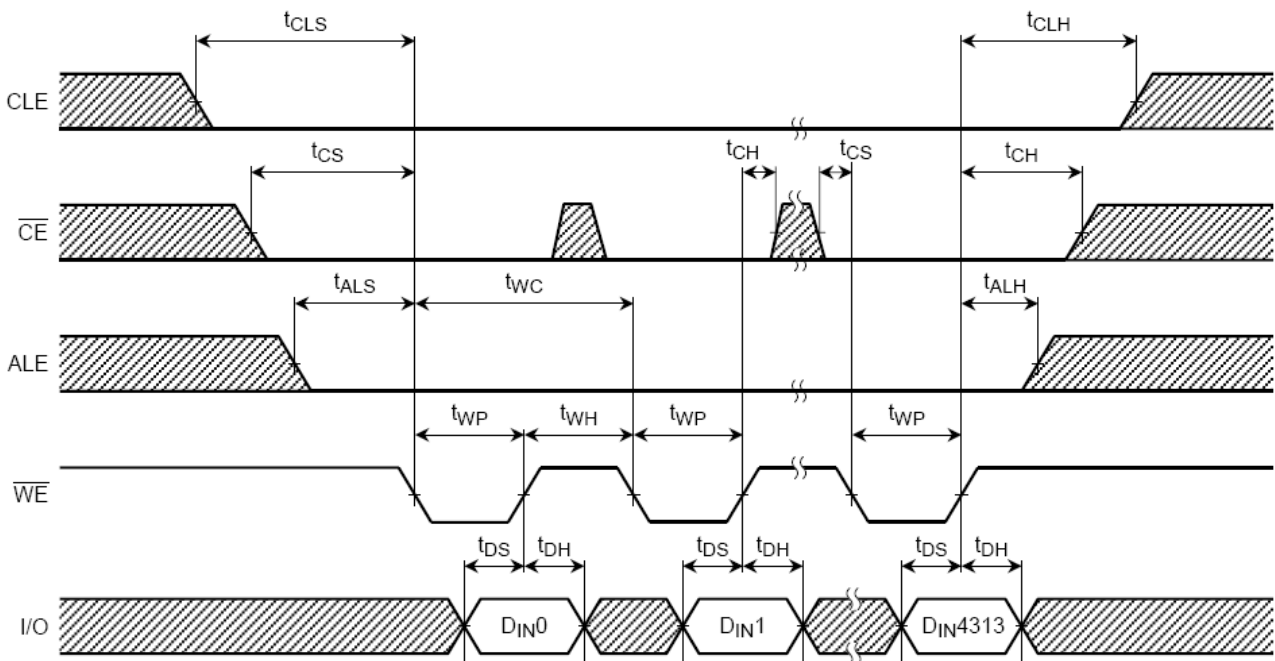 tCLS tCLH
CLE
tCS tCH tCS tCH
CE
tALS tWC tALH
ALE
tWP tWH tWP tWP
WE
tDS tDH tDS tDH tDS tDH
I/O DIN0 DIN1 DIN4313